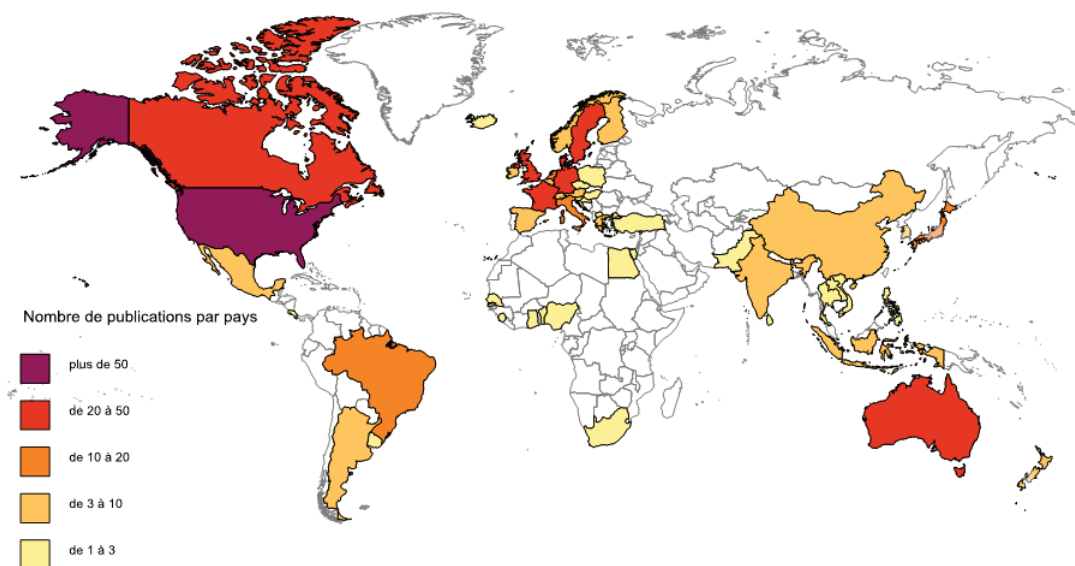 Nombre de publications par pays
plus de 50
de 20 à 50
de 10 à 20
de 3 à 10
de 1 à 3